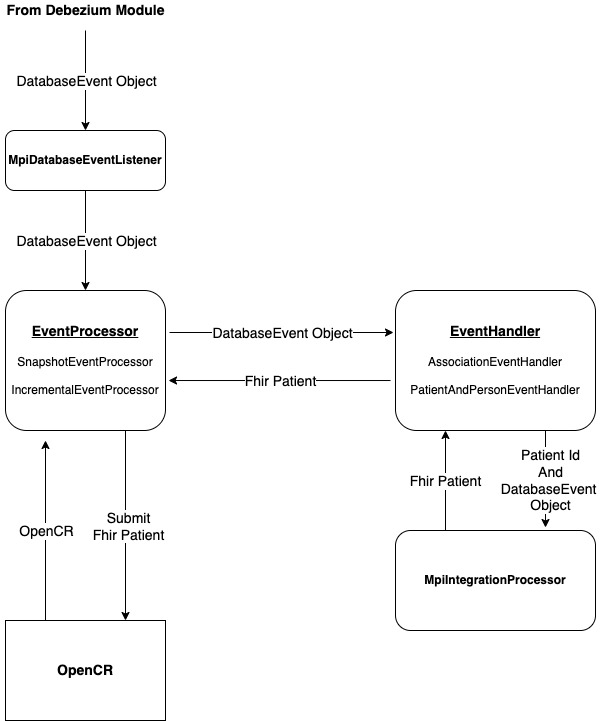 From Debezium Module
DatabaseEvent Object
MpiDatabaseEventListener
DatabaseEvent Object
EventProcessor
SnapshotEventProcessor
IncrementalEventProcessor
DatabaseEvent Object
Fhir Patient
EventHandler
AssociationEventHandler
PatientAndPersonEventHandler
OpenCR
Submit
Fhir Patient
Fhir Patient
Patient Id
And
DatabaseEvent
Object
MpiIntegrationProcessor
OpenCR